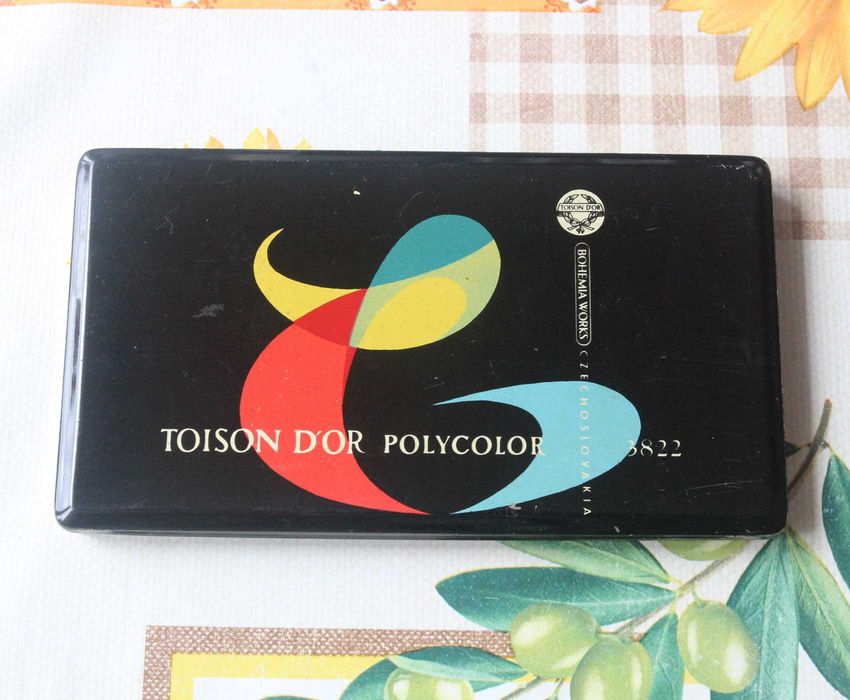 TOISON D'OR
BOHEMIA WORKS
CZECHOSLOVAKIA
TOISON D'OR POLYCOLOR 3822